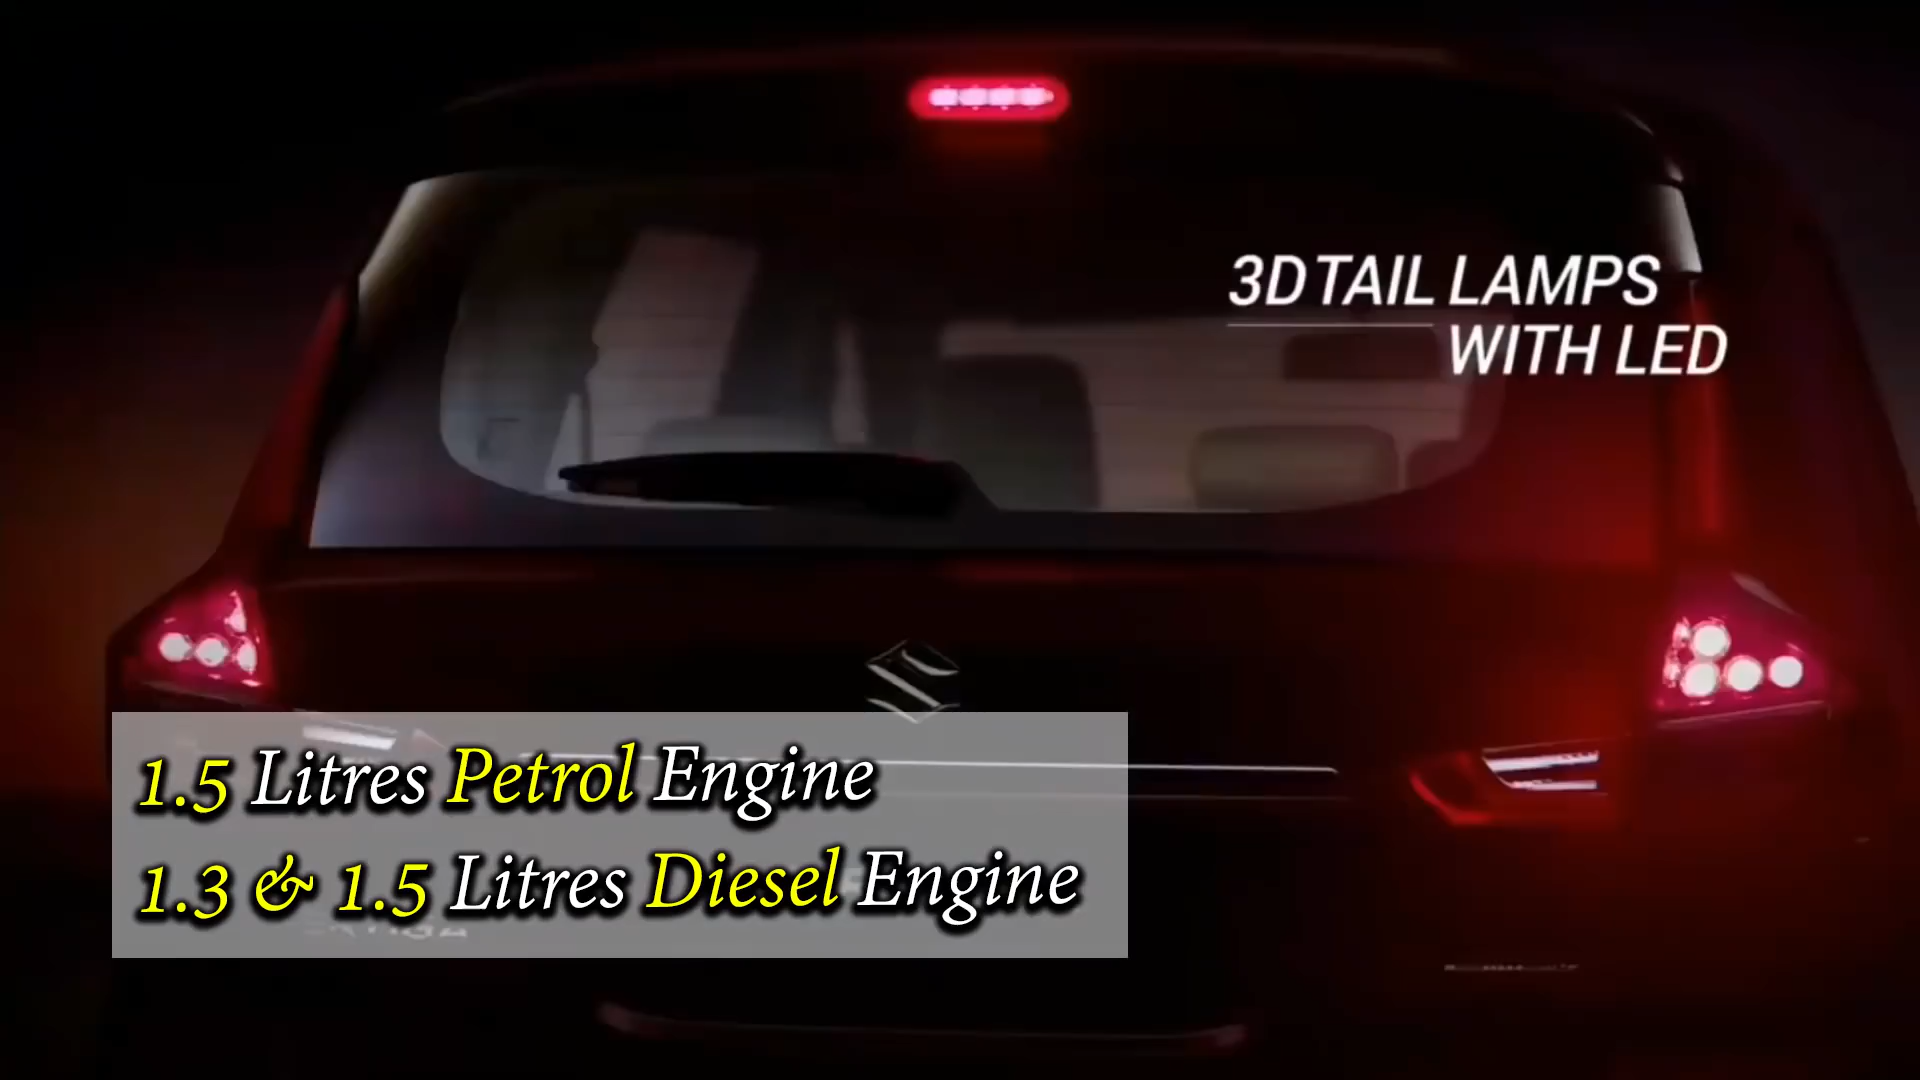 3D TAIL LAMPS
WITH LED
1.5 Litres Petrol Engine
1.3 & 1.5 Litres Diesel Engine